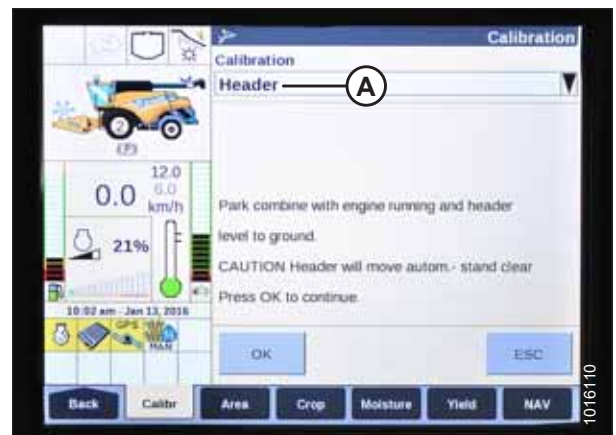 Calibration
Calibration
Header
A
2
(P)
12.0
6.0
0.0 km/h
21%
Park combine with engine running and header
level to ground.
CAUTION Header will move autom.- stand clear
Press OK to continue
10:02 am Jan 13, 2016
GPS
MAN
OK
ESC
Back
Calibr
Area
Crop
Moisture
Yield
NAV
1016110